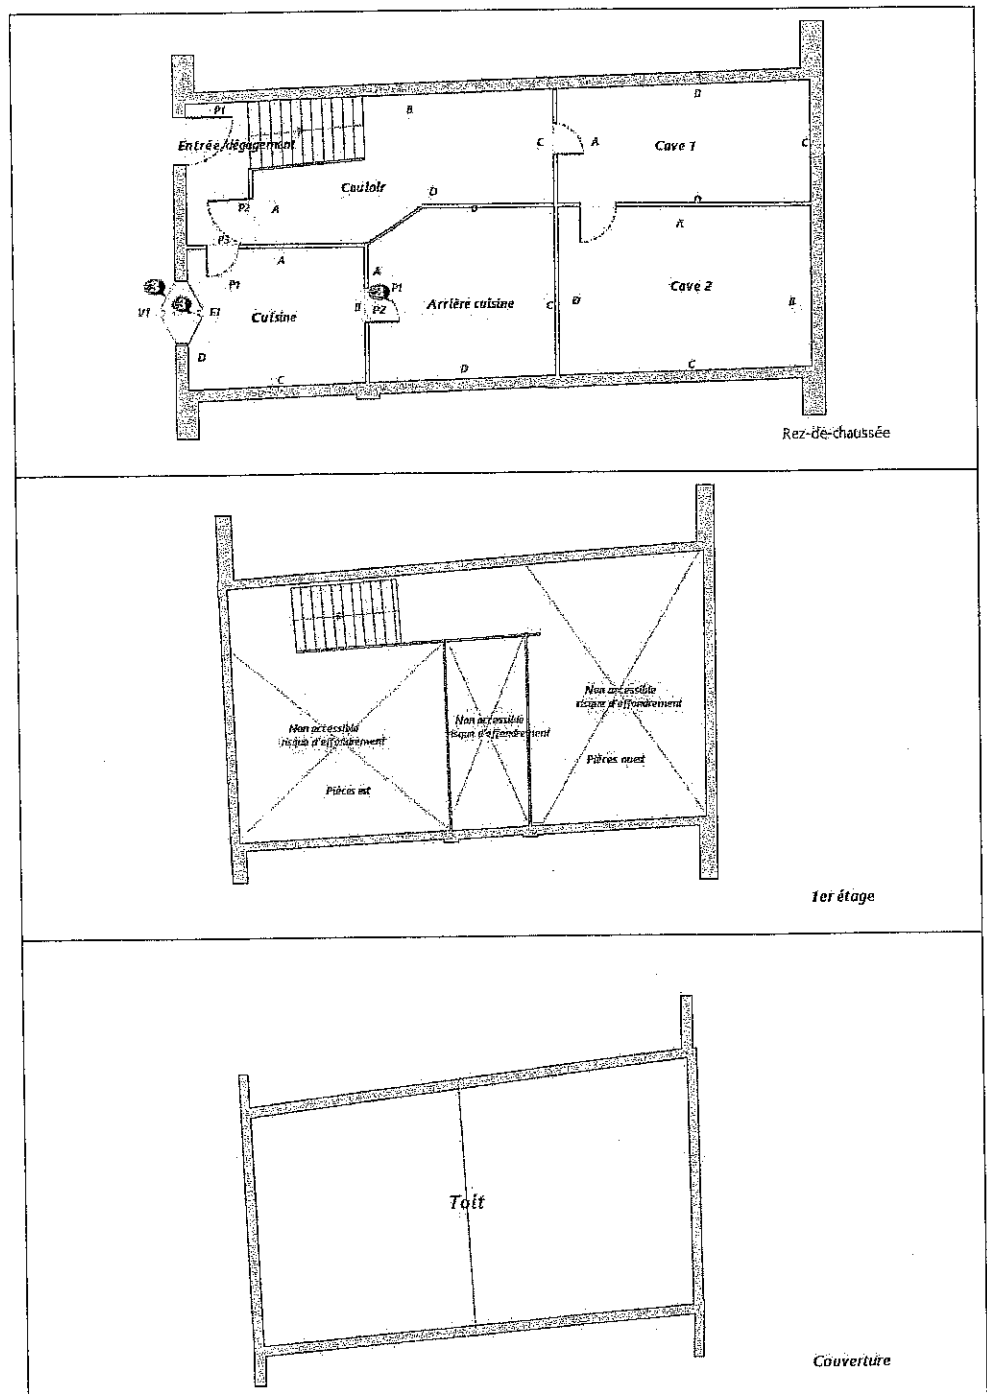 P1
B
D
Entrée/dégagement
C
A
Cave 1
C
Couloir
D
P2
A
D
D
P3
A
A
P1
A
P1
V1
F1
Cuisine
B
P2
Arrière cuisine
C
D
Cave 2
B
D
C
D
C
Rez-de-chaussée
Non accessible
risque d'effondrement
Non accessible
risque d'effondrement
Non accessible
risque d'effondrement
Pièces ouest
Pièces est
1er étage
Toit
Couverture